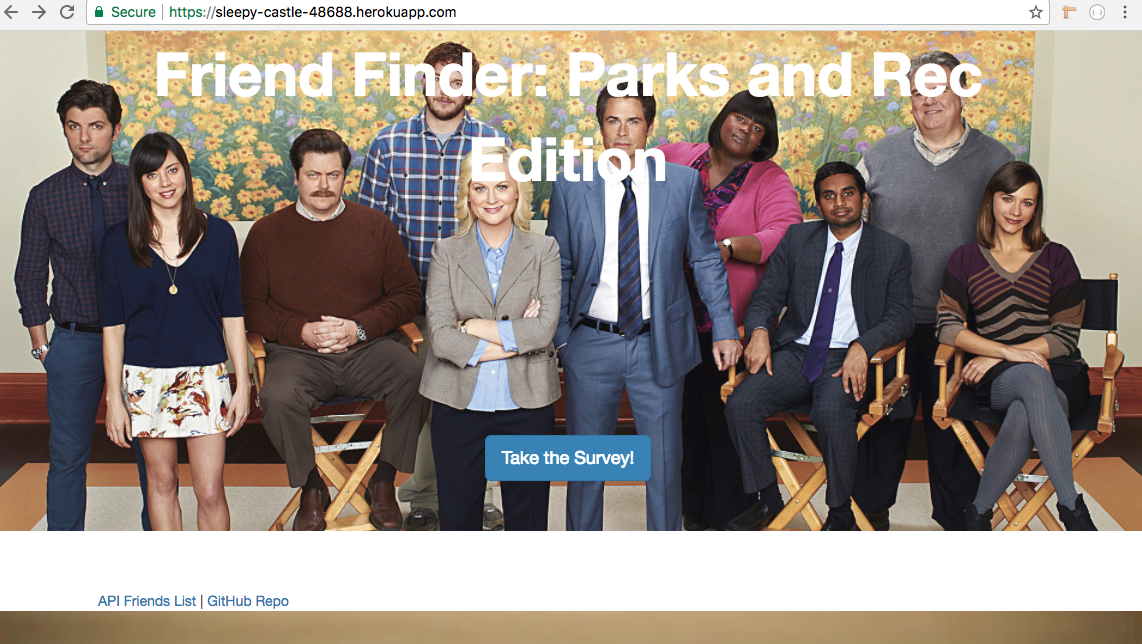 Secure | https://sleepy-castle-48688.herokuapp.com
Friend Finder: Parks and Rec
Edition
Take the Survey!
API Friends List | GitHub Repo